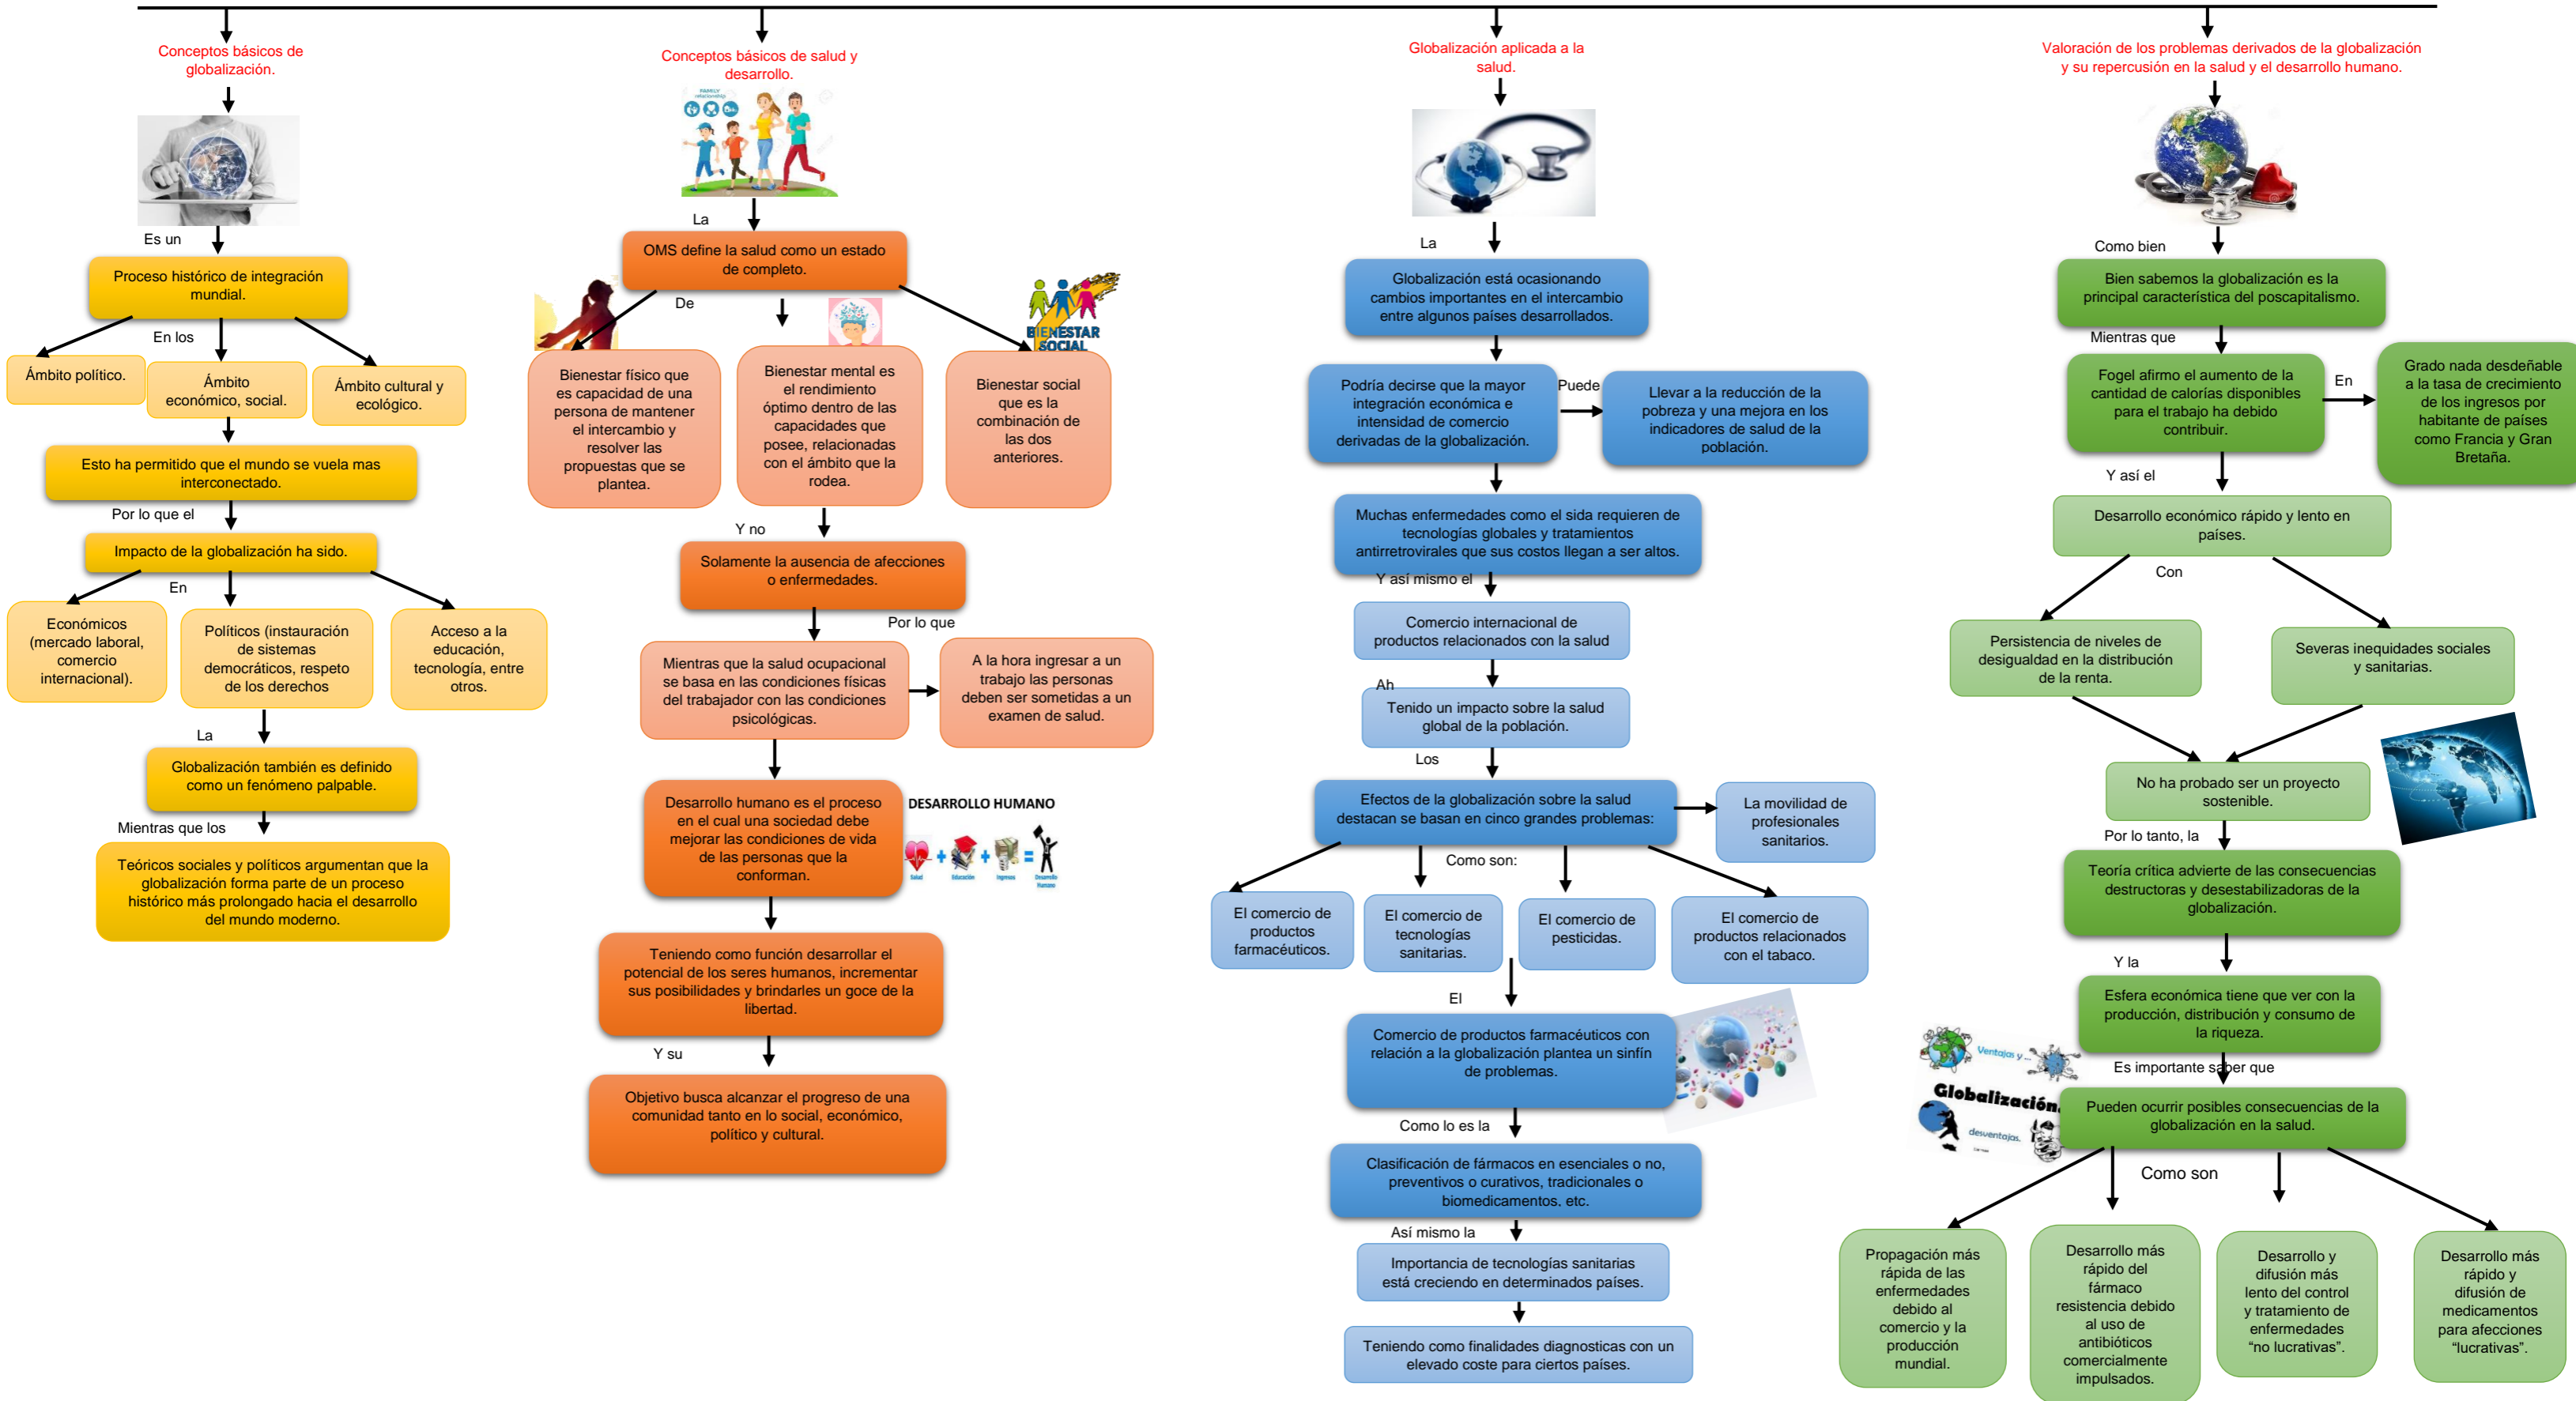 Conceptos básicos de
globalización.
Es un
Proceso histórico de integración
mundial.
En los
Ámbito político.
Ámbito
económico, social.
Ámbito cultural y
ecológico.
Esto ha permitido que el mundo se vuela mas
interconectado.
Por lo que el
Impacto de la globalización ha sido.
En
Económicos
(mercado laboral,
comercio
internacional).
Políticos (instauración
de sistemas
democráticos, respeto
de los derechos
Acceso a la
educación,
tecnología, entre
otros.
La
Globalización también es definido
como un fenómeno palpable.
Mientras que los
Teóricos sociales y políticos argumentan que la
globalización forma parte de un proceso
histórico más prolongado hacia el desarrollo
del mundo moderno.
Conceptos básicos de salud y
desarrollo.
FAMILY
relationship
La
OMS define la salud como un estado
de completo.
De
BIENESTAR
SOCIAL
Bienestar físico que
es capacidad de una
persona de mantener
el intercambio y
resolver las
propuestas que se
plantea.
Bienestar mental es
el rendimiento
óptimo dentro de las
capacidades que
posee, relacionadas
con el ámbito que la
rodea.
Bienestar social
que es la
combinación de
las dos
anteriores.
Y no
Solamente la ausencia de afecciones
o enfermedades.
Por lo que
Mientras que la salud ocupacional
se basa en las condiciones físicas
del trabajador con las condiciones
psicológicas.
A la hora ingresar a un
trabajo las personas
deben ser sometidas a un
examen de salud.
Desarrollo humano es el proceso
en el cual una sociedad debe
mejorar las condiciones de vida
de las personas que la
conforman.
DESARROLLO HUMANO
Salud
Educación
Ingresos
Desarrollo
Humano
Teniendo como función desarrollar el
potencial de los seres humanos, incrementar
sus posibilidades y brindarles un goce de la
libertad.
Y su
Objetivo busca alcanzar el progreso de una
comunidad tanto en lo social, económico,
político y cultural.
Globalización aplicada a la
salud.
La
Globalización está ocasionando
cambios importantes en el intercambio
entre algunos países desarrollados.
Podría decirse que la mayor
integración económica e
intensidad de comercio
derivadas de la globalización.
Puede
Llevar a la reducción de la
pobreza y una mejora en los
indicadores de salud de la
población.
Muchas enfermedades como el sida requieren de
tecnologías globales y tratamientos
antirretrovirales que sus costos llegan a ser altos.
Y así mismo el
Comercio internacional de
productos relacionados con la salud
Ah
Tenido un impacto sobre la salud
global de la población.
Los
Efectos de la globalización sobre la salud
destacan se basan en cinco grandes problemas:
La movilidad de
profesionales
sanitarios.
Como son:
El comercio de
productos
farmacéuticos.
El comercio de
tecnologías
sanitarias.
El comercio de
pesticidas.
El comercio de
productos relacionados
con el tabaco.
El
Comercio de productos farmacéuticos con
relación a la globalización plantea un sinfín
de problemas.
Como lo es la
Clasificación de fármacos en esenciales o no,
preventivos o curativos, tradicionales o
biomedicamentos, etc.
Así mismo la
Importancia de tecnologías sanitarias
está creciendo en determinados países.
Teniendo como finalidades diagnosticas con un
elevado coste para ciertos países.
Valoración de los problemas derivados de la globalización
y su repercusión en la salud y el desarrollo humano.
Como bien
Bien sabemos la globalización es la
principal característica del poscapitalismo.
Mientras que
Fogel afirmo el aumento de la
cantidad de calorías disponibles
para el trabajo ha debido
contribuir.
En
Grado nada desdeñable
a la tasa de crecimiento
de los ingresos por
habitante de países
como Francia y Gran
Bretaña.
Y así el
Desarrollo económico rápido y lento en
países.
Con
Persistencia de niveles de
desigualdad en la distribución
de la renta.
Severas inequidades sociales
y sanitarias.
No ha probado ser un proyecto
sostenible.
Por lo tanto, la
Teoría crítica advierte de las consecuencias
destructoras y desestabilizadoras de la
globalización.
Y la
Esfera económica tiene que ver con la
producción, distribución y consumo de
la riqueza.
Es importante saber que
Ventajas y ...
Globalización.
desventajas.
Pueden ocurrir posibles consecuencias de la
globalización en la salud.
Como son
Propagación más
rápida de las
enfermedades
debido al
comercio y la
producción
mundial.
Desarrollo más
rápido del
fármaco
resistencia debido
al uso de
antibióticos
comercialmente
impulsados.
Desarrollo y
difusión más
lento del control
y tratamiento de
enfermedades
“no lucrativas”.
Desarrollo más
rápido y
difusión de
medicamentos
para afecciones
“lucrativas”.